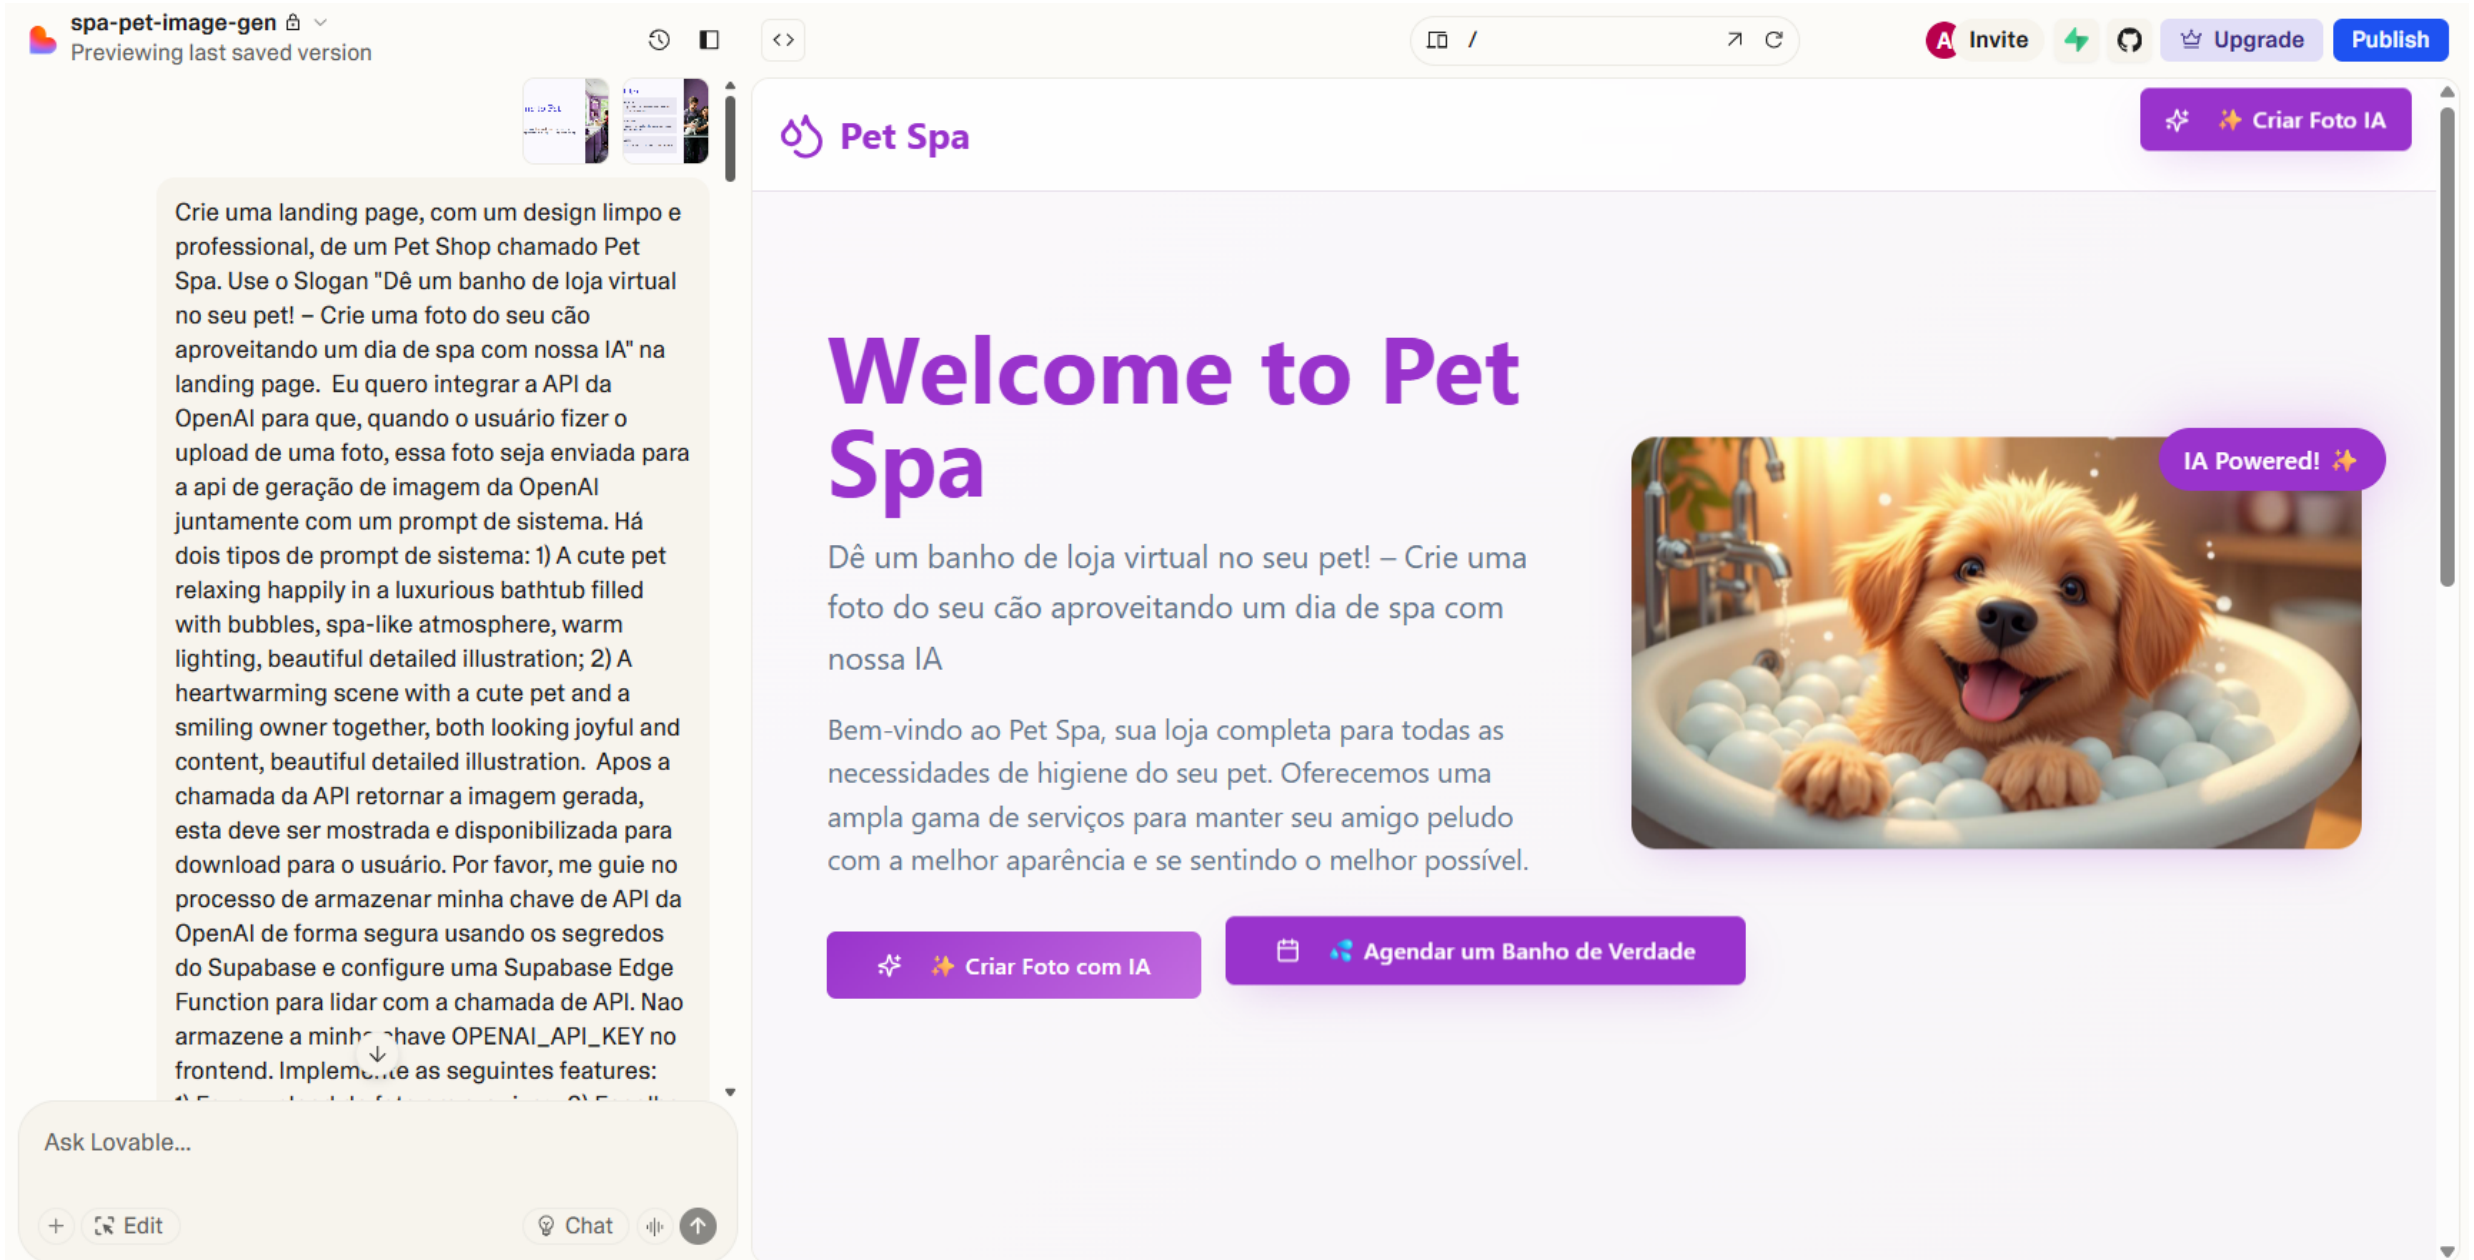 spa-pet-image-gen
Previewing last saved version
/
A
Invite
Upgrade
Publish
Crie uma landing page, com um design limpo e
professional, de um Pet Shop chamado Pet
Spa. Use o Slogan "Dê um banho de loja virtual
no seu pet! – Crie uma foto do seu cão
aproveitando um dia de spa com nossa IA" na
landing page.  Eu quero integrar a API da
OpenAI para que, quando o usuário fizer o
upload de uma foto, essa foto seja enviada para
a api de geração de imagem da OpenAI
juntamente com um prompt de sistema. Há
dois tipos de prompt de sistema: 1) A cute pet
relaxing happily in a luxurious bathtub filled
with bubbles, spa-like atmosphere, warm
lighting, beautiful detailed illustration; 2) A
heartwarming scene with a cute pet and a
smiling owner together, both looking joyful and
content, beautiful detailed illustration.  Apos a
chamada da API retornar a imagem gerada,
esta deve ser mostrada e disponibilizada para
download para o usuário. Por favor, me guie no
processo de armazenar minha chave de API da
OpenAI de forma segura usando os segredos
do Supabase e configure uma Supabase Edge
Function para lidar com a chamada de API. Nao
armazene a minha chave OPENAI_API_KEY no
frontend. Implemente as seguintes features:
Ask Lovable...
Edit
Chat
Pet Spa
✨ Criar Foto IA
Welcome to Pet
Spa
Dê um banho de loja virtual no seu pet! – Crie uma
foto do seu cão aproveitando um dia de spa com
nossa IA
Bem-vindo ao Pet Spa, sua loja completa para todas as
necessidades de higiene do seu pet. Oferecemos uma
ampla gama de serviços para manter seu amigo peludo
com a melhor aparência e se sentindo o melhor possível.
✨ Criar Foto com IA
💦 Agendar um Banho de Verdade
IA Powered! ✨